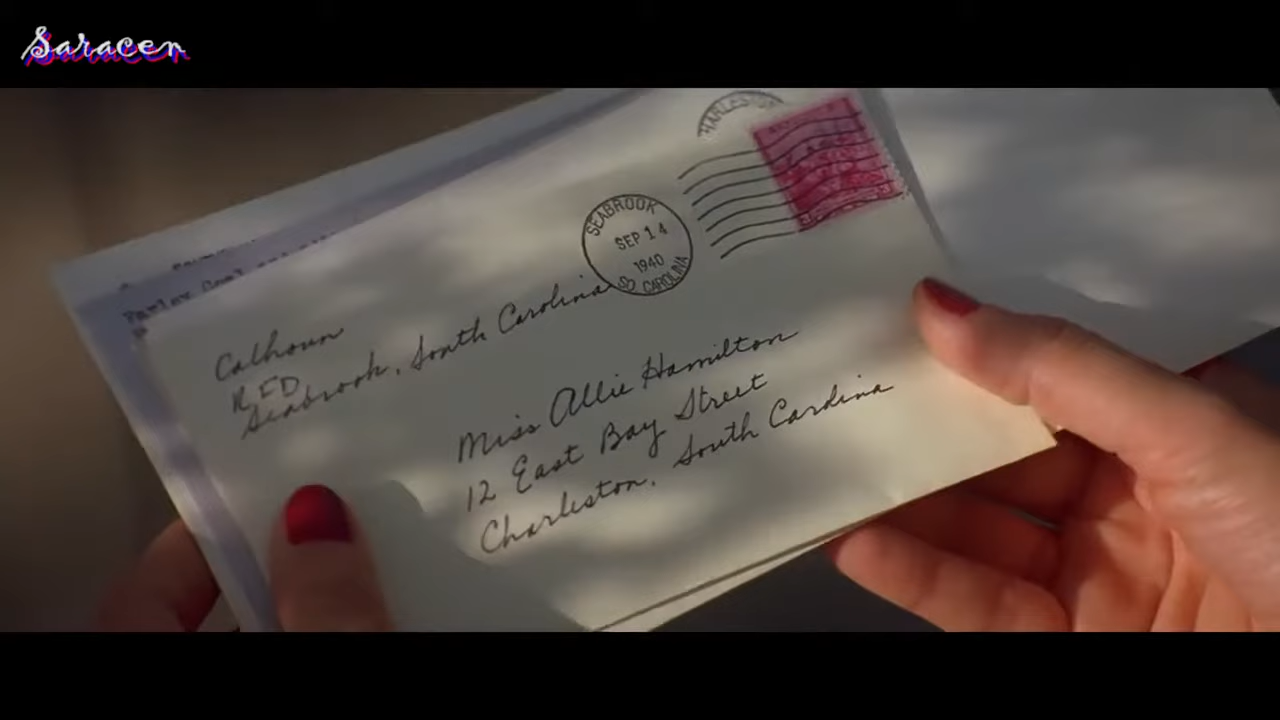 Saracen
CHARLESTON
SEABROOK
SEP 14
1940
SO. CAROLINA
Calhoun
RFD
Seabrook, South Carolina
Miss Allie Hamilton
12 East Bay Street
Charleston, South Carolina
Parlor